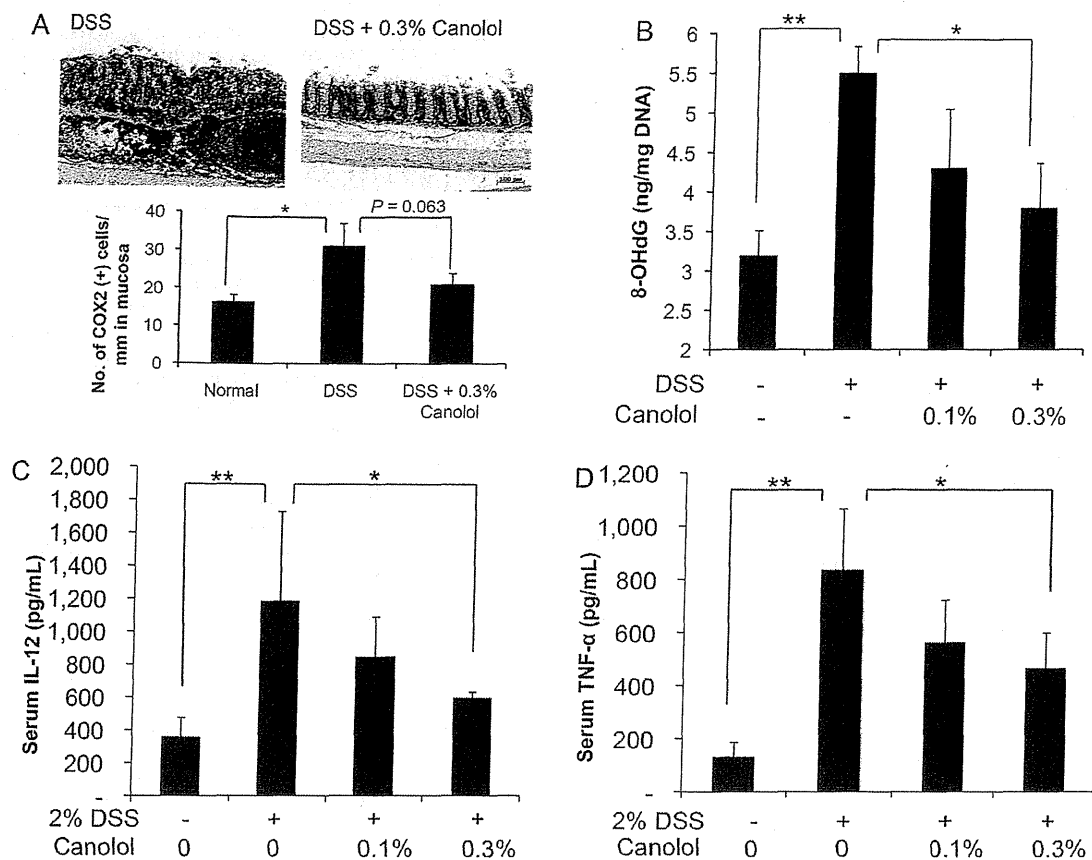 A
DSS
DSS + 0.3% Canolol
100 µm
No. of COX2 (+) cells/
mm in mucosa
40
30
20
10
0
*
P = 0.063
Normal
DSS
DSS + 0.3%
Canolol
B
8-OHdG (ng/mg DNA)
6
5.5
5
4.5
4
3.5
3
2.5
2
**
*
DSS - + + +
Canolol - - 0.1% 0.3%
C
Serum IL-12 (pg/mL)
2,000
1,800
1,600
1,400
1,200
1,000
800
600
400
200
-
**
*
2% DSS - + + +
Canolol 0 0 0.1% 0.3%
D
Serum TNF-α (pg/mL)
1,200
1,000
800
600
400
200
-
**
*
2% DSS - + + +
Canolol 0 0 0.1% 0.3%